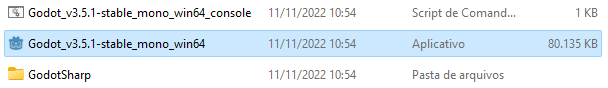 Godot_v3.5.1-stable_mono_win64_console 11/11/2022 10:54 Script de Comand... 1 KB
Godot_v3.5.1-stable_mono_win64 11/11/2022 10:54 Aplicativo 80.135 KB
GodotSharp 11/11/2022 10:54 Pasta de arquivos